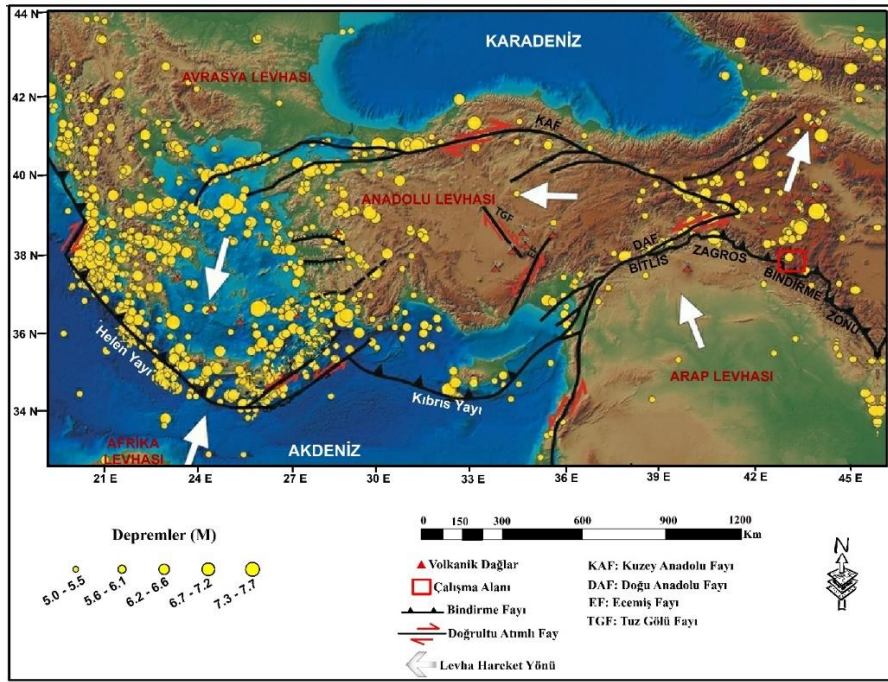 KARADENİZ
AVRASYA LEVHASI
42 N
KAF
40 N
ANADOLU LEVHASI
TGF
38 N
DAF
BİTLİS
ZAGROS
BİNDİRME
ZONU
36 N
Helen Yayı
ARAP LEVHASI
34 N
Kıbrıs Yayı
AFRİKA
LEVHASI
AKDENİZ
21 E 24 E 27 E 30 E 33 E 36 E 39 E 42 E 45 E
Depremler (M)
5.0 - 5.5 5.6 - 6.1 6.2 - 6.6 6.7 - 7.2 7.3 - 7.7
0 150 300 600 900 1200
Km
Volkanik Dağlar
Çalışma Alanı
Bindirme Fayı
Doğrultu Atımlı Fay
Levha Hareket Yönü
KAF: Kuzey Anadolu Fayı
DAF: Doğu Anadolu Fayı
EF: Ecemiş Fayı
TGF: Tuz Gölü Fayı
N